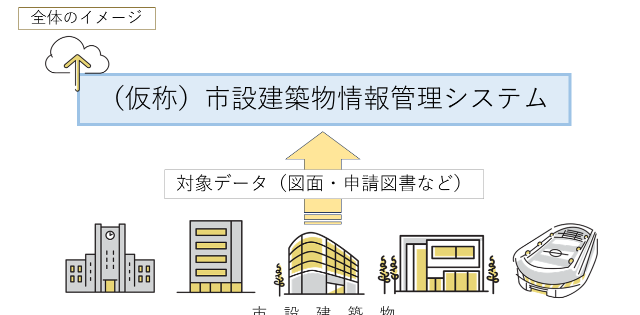 全体のイメージ
（仮称）市設建築物情報管理システム
対象データ（図面・申請図書など）
市設建築物